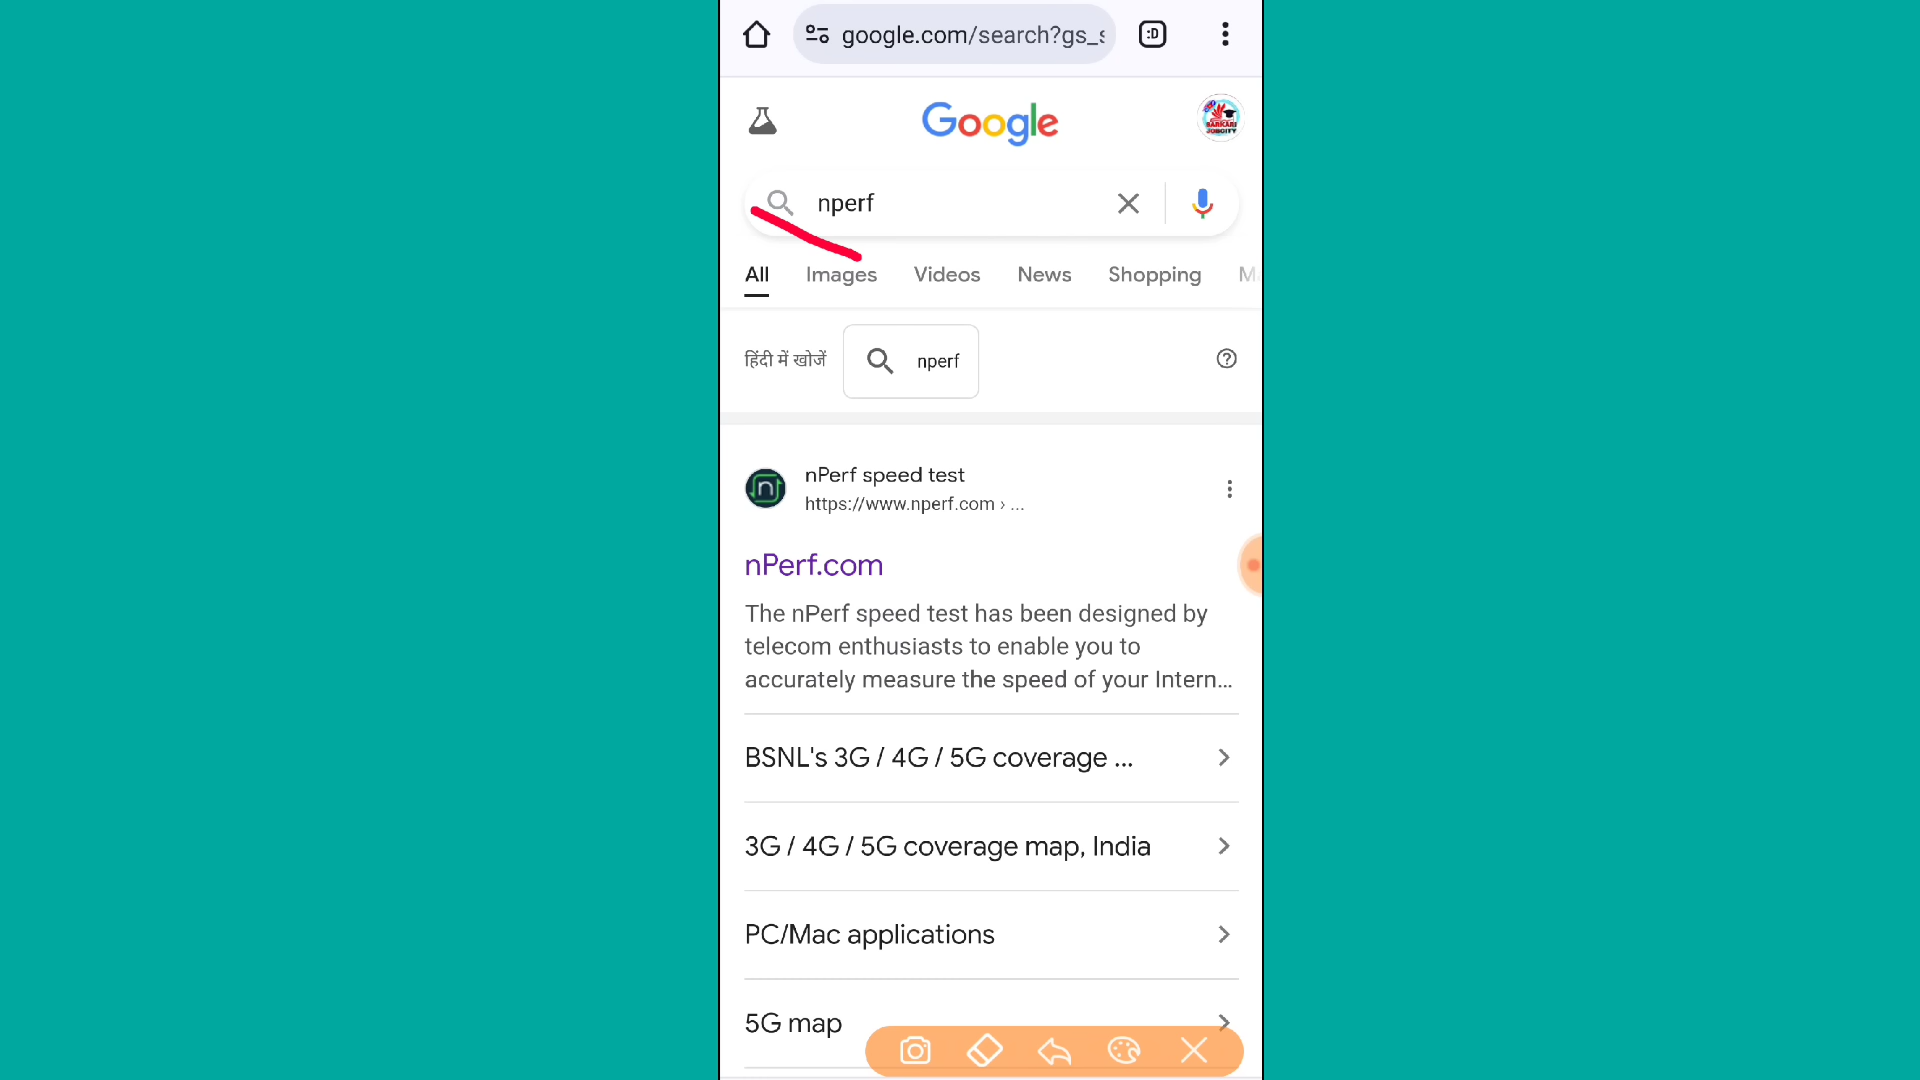 google.com/search?gs_s
Google
SARKARI
JOBCITY
nperf
All Images Videos News Shopping M
हिंदी में खोजें nperf
nPerf speed test
https://www.nperf.com › ...
nPerf.com
The nPerf speed test has been designed by
telecom enthusiasts to enable you to
accurately measure the speed of your Intern...
BSNL's 3G / 4G / 5G coverage ...
3G / 4G / 5G coverage map, India
PC/Mac applications
5G map